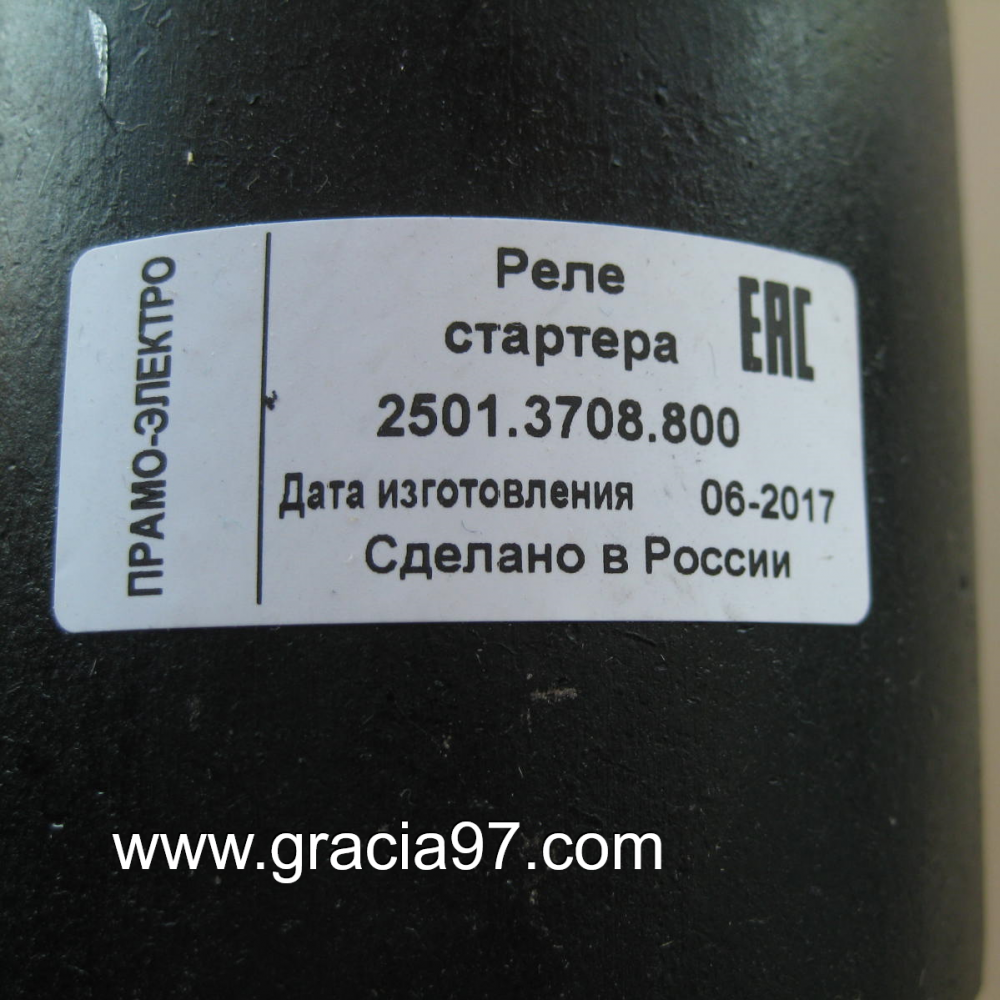 ПРАМО-ЭЛЕКТРО
Реле
стартера
EAC
2501.3708.800
Дата изготовления 06-2017
Сделано в России
www.gracia97.com